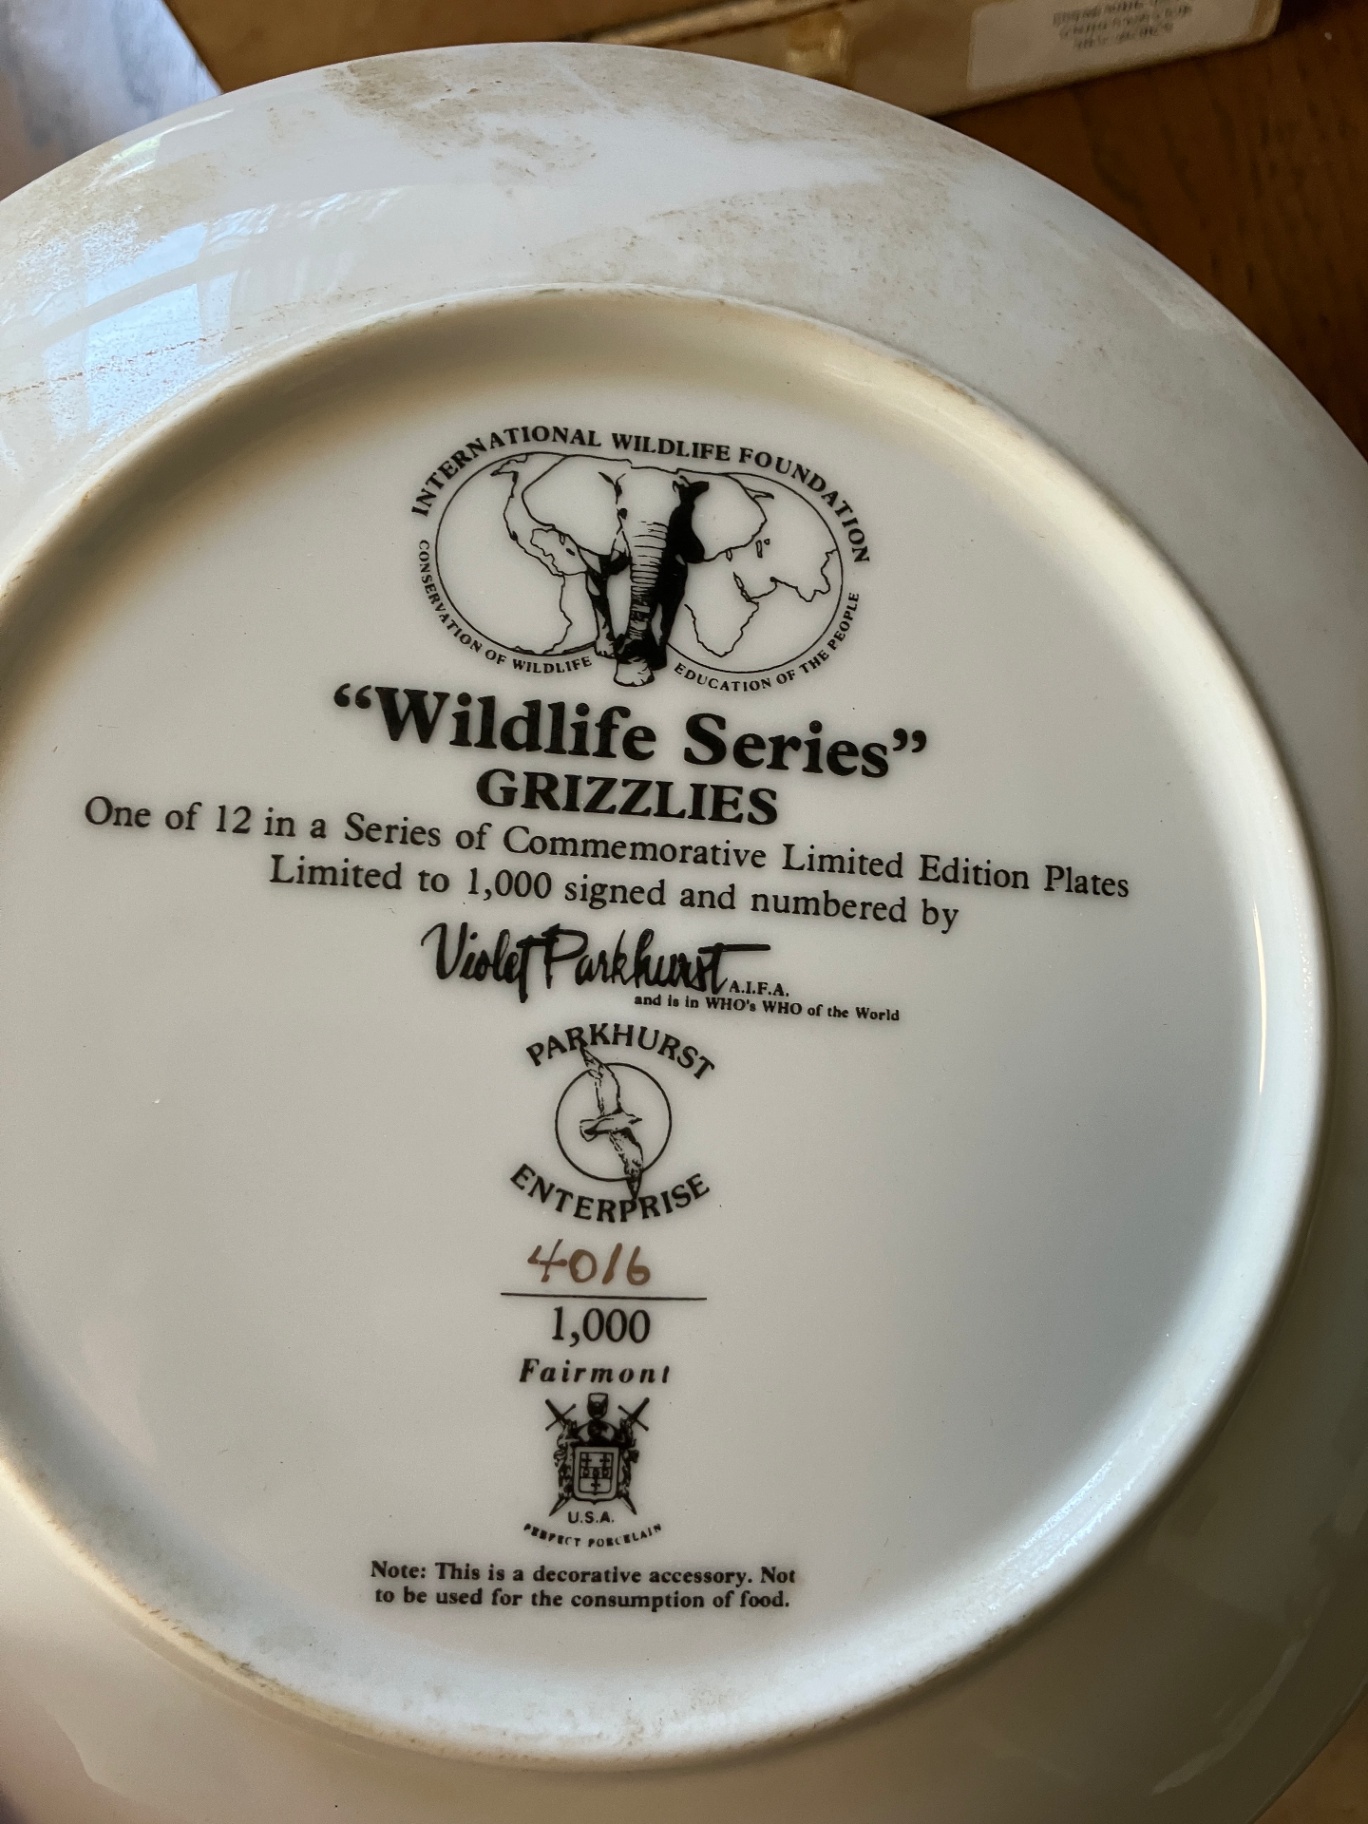 INTERNATIONAL WILDLIFE FOUNDATION
CONSERVATION OF WILDLIFE
EDUCATION OF THE PEOPLE
“Wildlife Series”
GRIZZLIES
One of 12 in a Series of Commemorative Limited Edition Plates
Limited to 1,000 signed and numbered by
Violet Parkhurst A.I.F.A.
and is in WHO's WHO of the World
PARKHURST
ENTERPRISE
4016
1,000
Fairmont
U.S.A.
PERFECT PORCELAIN
Note: This is a decorative accessory. Not
to be used for the consumption of food.